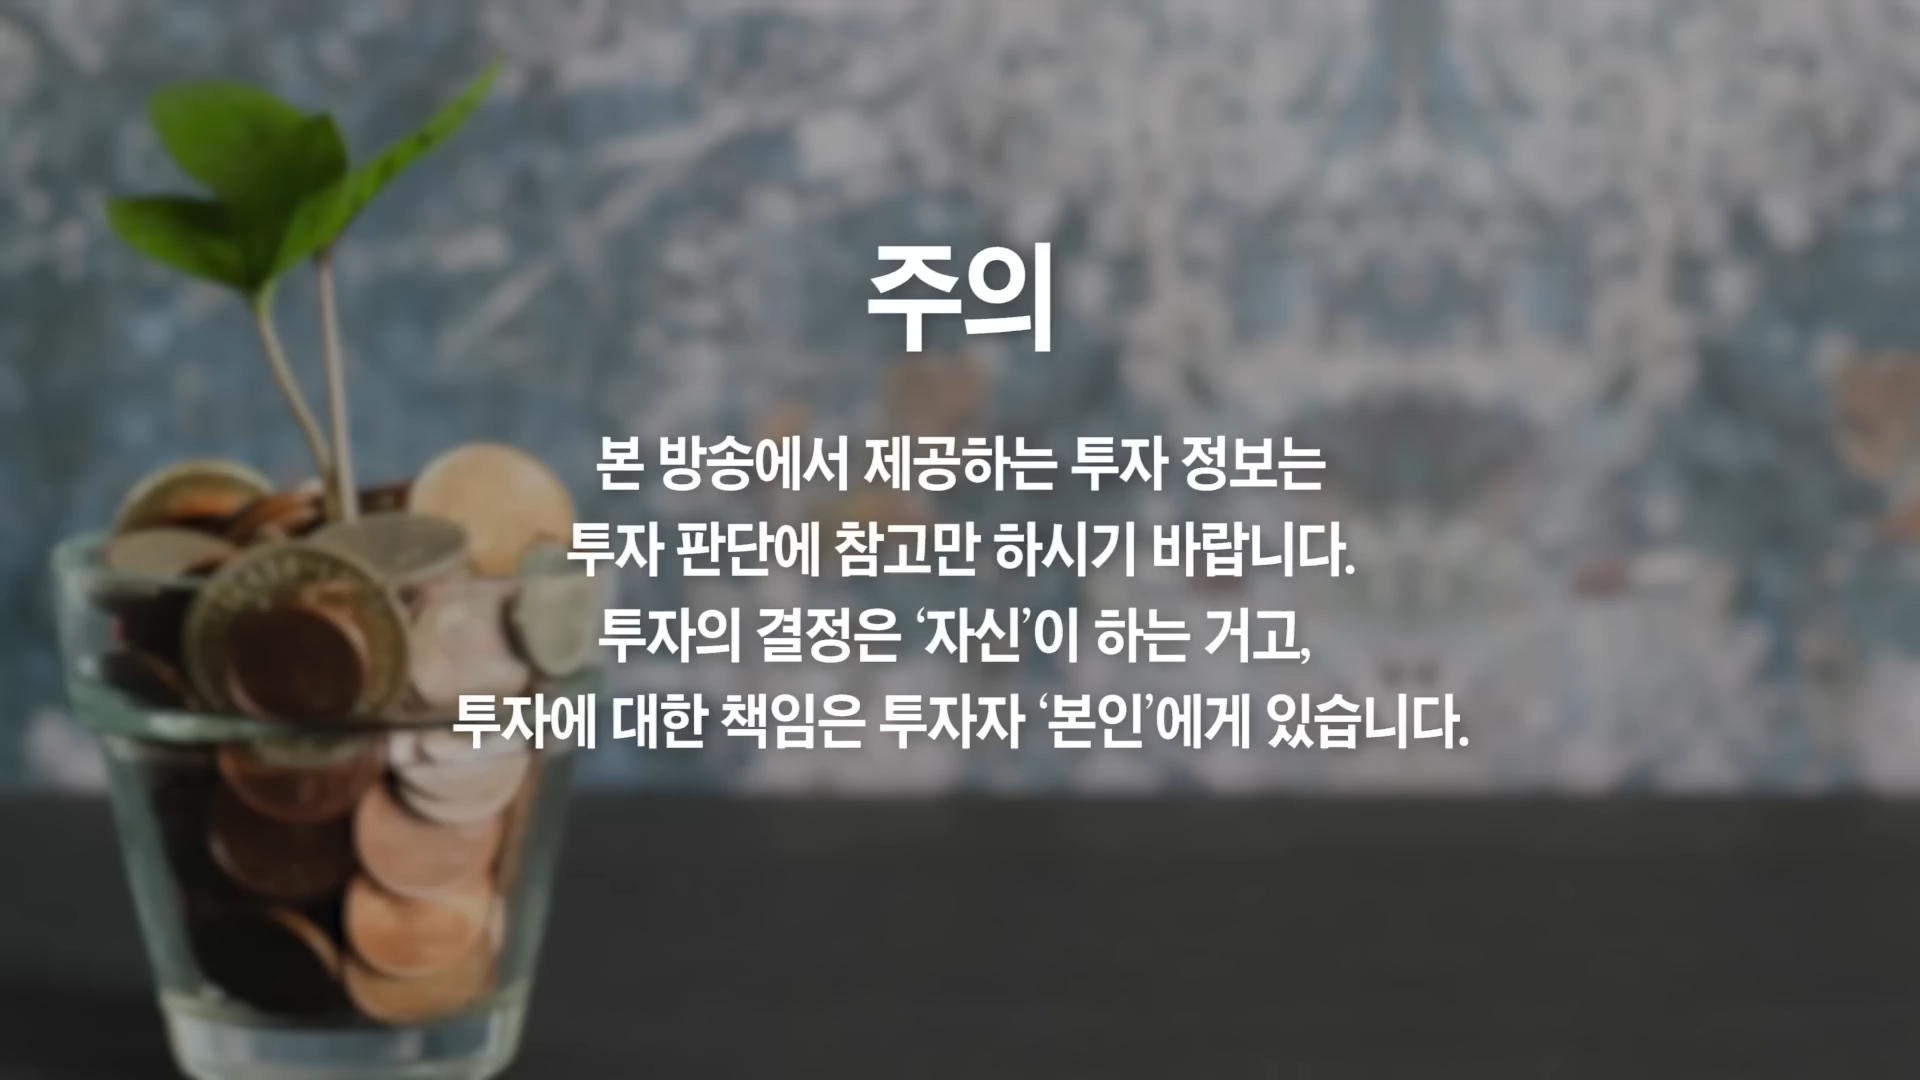 주의
본 방송에서 제공하는 투자 정보는
투자 판단에 참고만 하시기 바랍니다.
투자의 결정은 ‘자신’이 하는 거고,
투자에 대한 책임은 투자자 ‘본인’에게 있습니다.